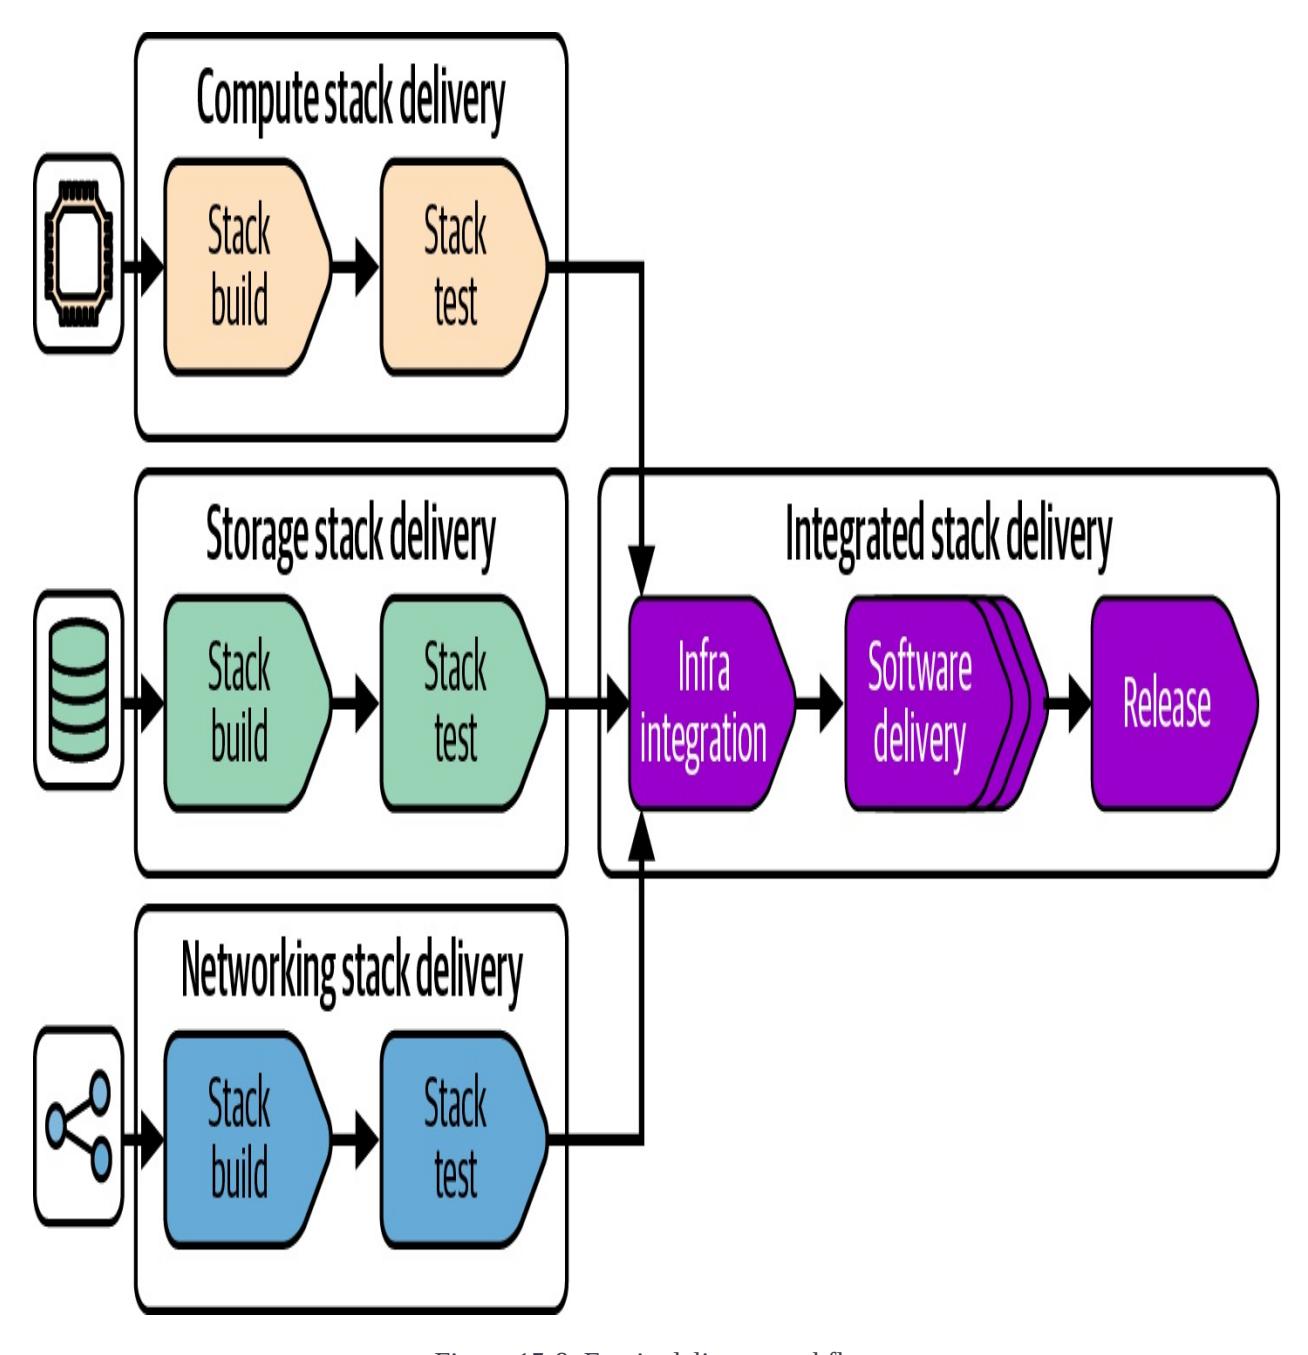 Compute stack delivery
Stack
build
Stack
test
Storage stack delivery
Stack
build
Stack
test
Integrated stack delivery
Infra
integration
Software
delivery
Release
Networking stack delivery
Stack
build
Stack
test